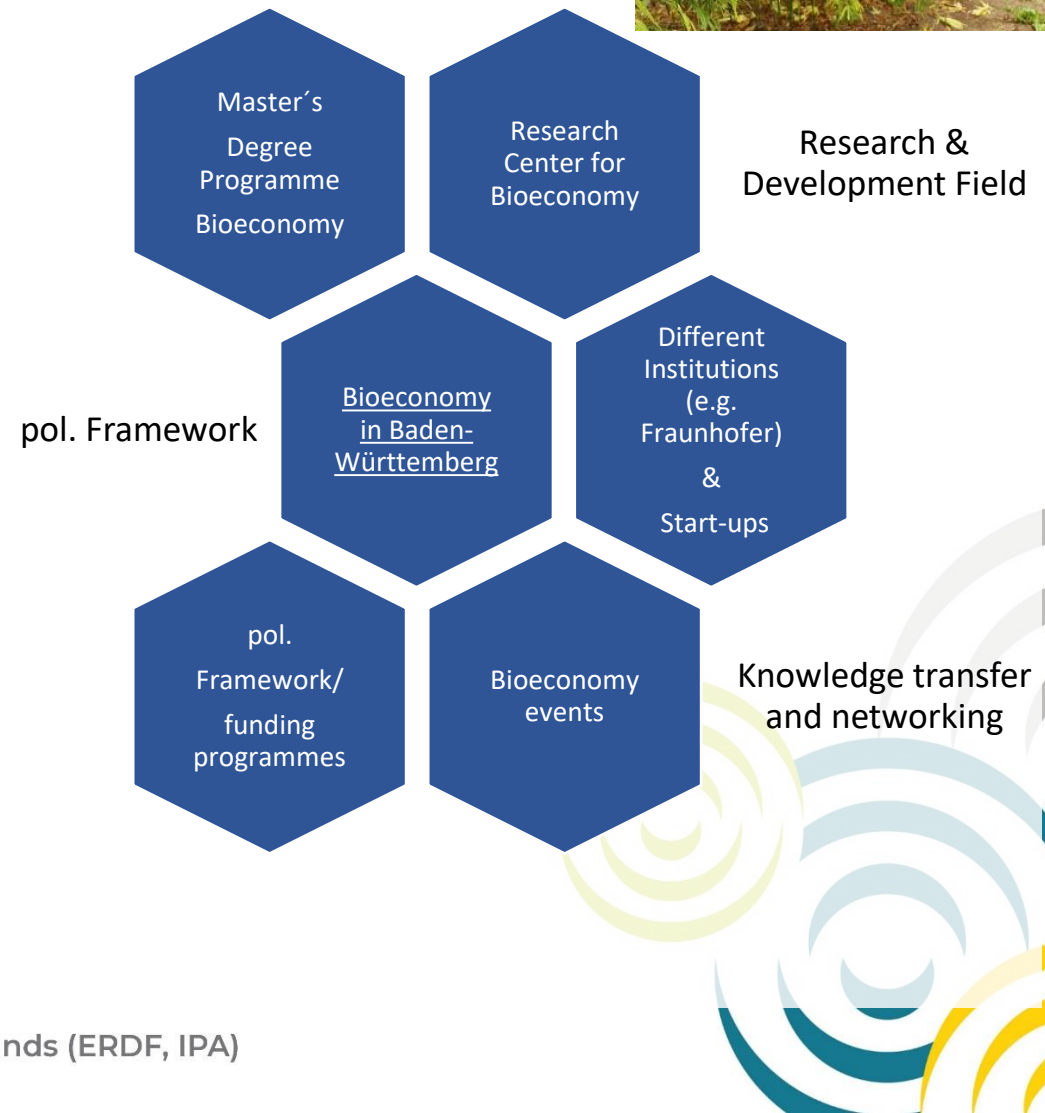 Master´s
Degree
Programme
Bioeconomy
Research
Center for
Bioeconomy
Research &
Development Field
pol. Framework
Bioeconomy
in Baden-
Württemberg
Different
Institutions
(e.g.
Fraunhofer)
&
Start-ups
pol.
Framework/
funding
programmes
Bioeconomy
events
Knowledge transfer
and networking
nds (ERDF, IPA)